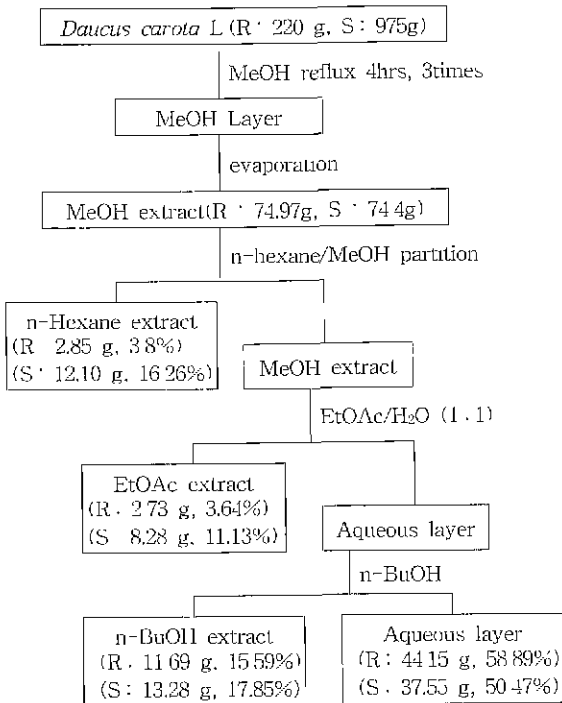 Daucus carota L (R · 220 g, S : 975g)
MeOH reflux 4hrs, 3times
MeOH Layer
evaporation
MeOH extract(R · 74.97g, S · 74 4g)
n-hexane/MeOH partition
n-Hexane extract
(R 2.85 g, 3 8%)
(S · 12.10 g, 16 26%)
MeOH extract
EtOAc/H₂O (1 . 1)
EtOAc extract
(R . 2 73 g, 3.64%)
(S 8.28 g, 11.13%)
Aqueous layer
n-BuOH
n-BuOH extract
(R . 11 69 g, 15 59%)
(S : 13.28 g, 17.85%)
Aqueous layer
(R : 44 15 g, 58 89%)
(S . 37.55 g, 50 47%)